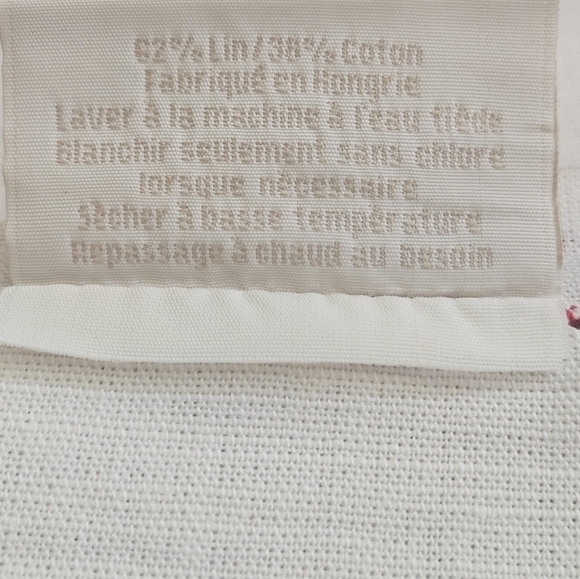 62% Lin/38% Coton
Fabriqué en Hongrie
Laver à la machine à l'eau tiède
Blanchir seulement sans chlore
lorsque nécessaire
Sécher à basse température
Repassage à chaud au besoin